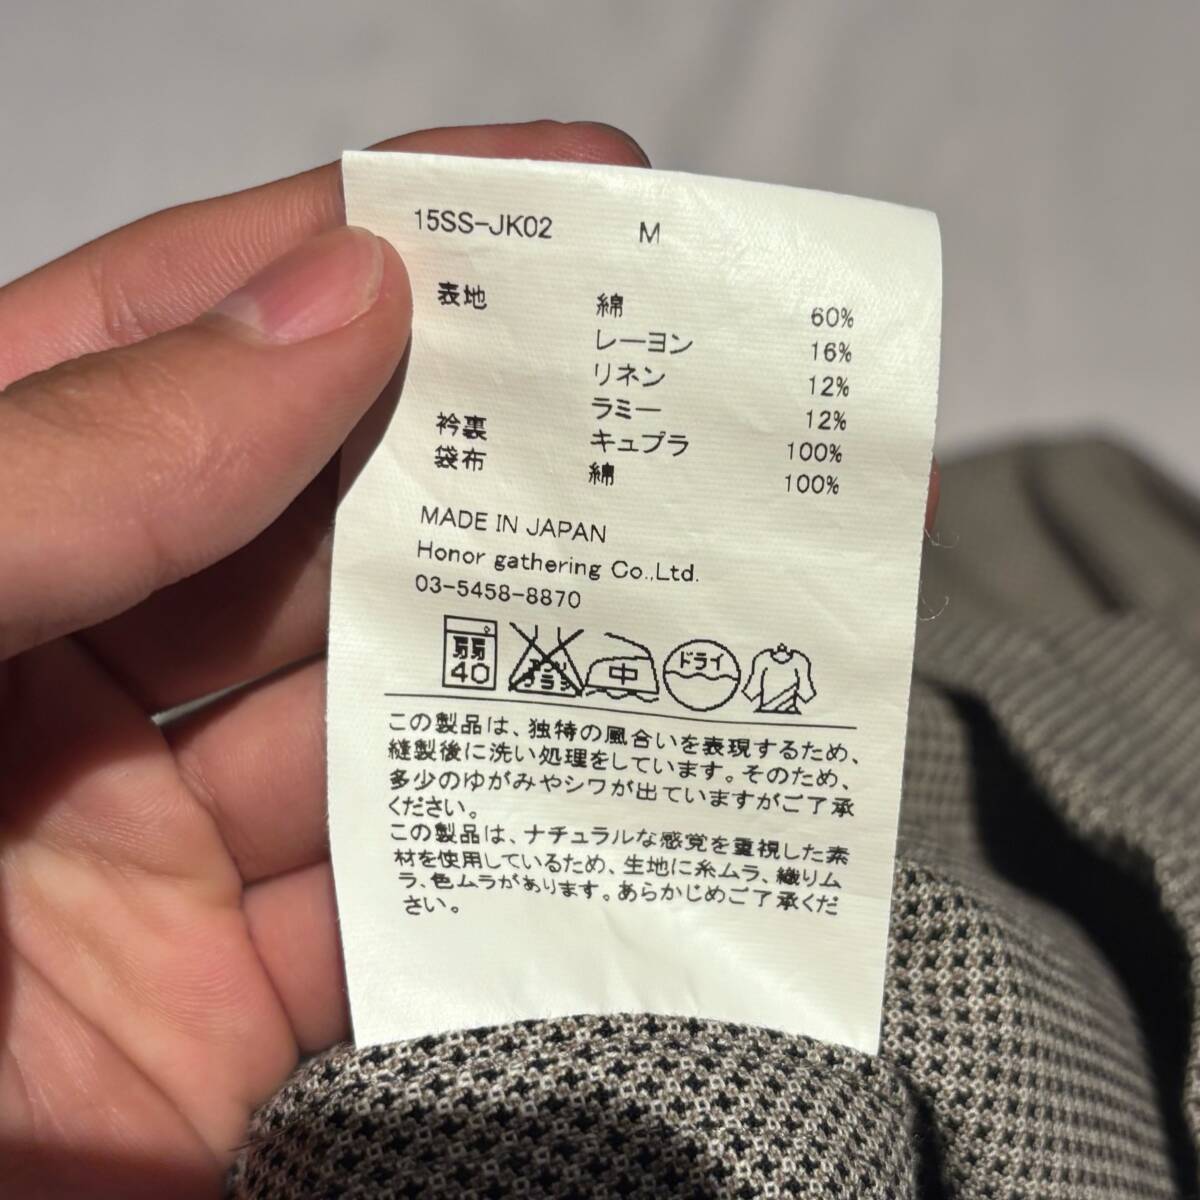 15SS-JK02 M
表地 綿 60%
レーヨン 16%
リネン 12%
ラミー 12%
衿裏 キュプラ 100%
袋布 綿 100%
MADE IN JAPAN
Honor gathering Co.,Ltd.
03-5458-8870
弱 40 エンソ サラシ 中 ドライ
この製品は、独特の風合いを表現するため、
縫製後に洗い処理をしています。そのため、
多少のゆがみやシワが出ていますがご了承
ください。
この製品は、ナチュラルな感覚を重視した素
材を使用しているため、生地に糸ムラ、織りム
ラ、色ムラがあります。あらかじめご了承くだ
さい。